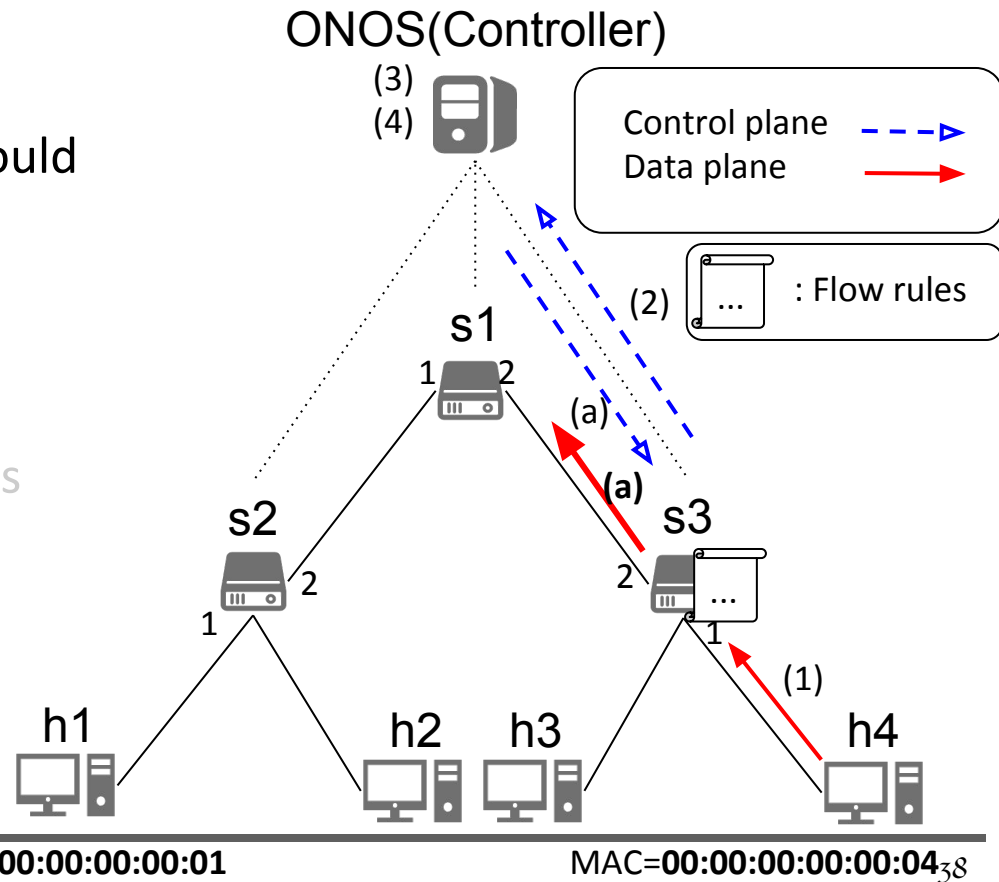 ONOS(Controller)
(3)
(4)
ould
Control plane
Data plane
(2)
...
: Flow rules
s1
1
2
(a)
(a)
s
s2
s3
2
2
...
1
1
(1)
h1
h2
h3
h4
00:00:00:00:01
MAC=00:00:00:00:00:04
38